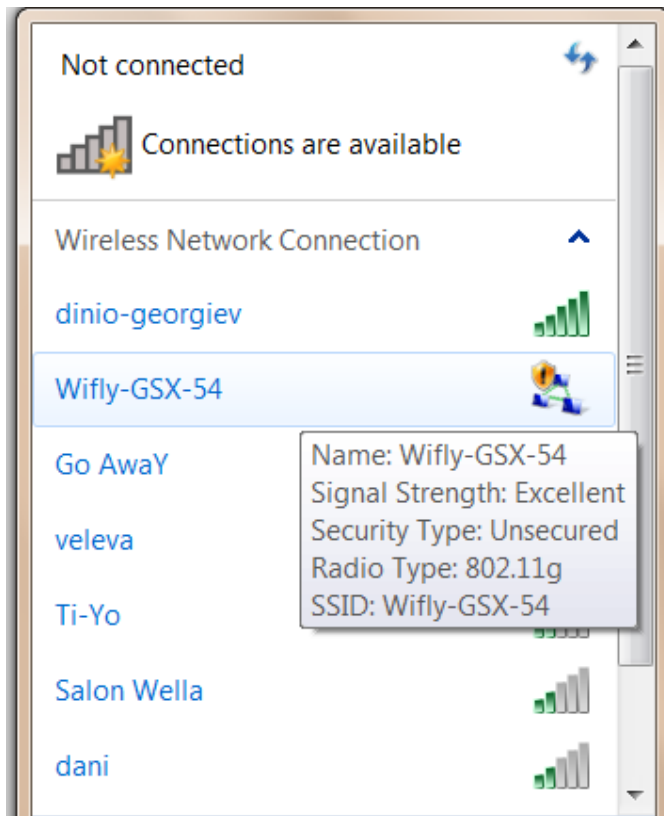 Not connected
Connections are available
Wireless Network Connection
dinio-georgiev
Wifly-GSX-54
Go AwaY
Name: Wifly-GSX-54
Signal Strength: Excellent
Security Type: Unsecured
Radio Type: 802.11g
SSID: Wifly-GSX-54
veleva
Ti-Yo
Salon Wella
dani